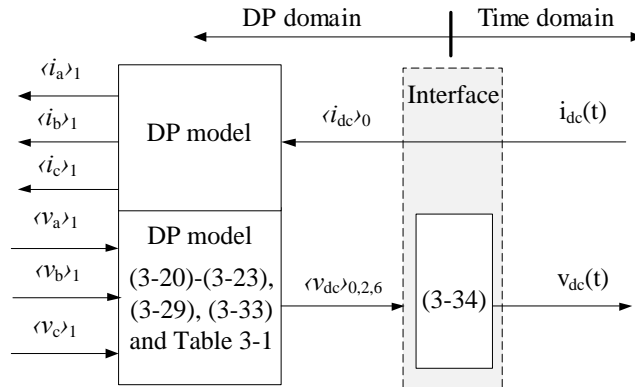 DP domain
Time domain
Interface
⟨i_a⟩_1
⟨i_b⟩_1
⟨i_c⟩_1
DP model
⟨i_dc⟩_0
i_dc(t)
⟨v_a⟩_1
⟨v_b⟩_1
⟨v_c⟩_1
DP model
(3-20)-(3-23),
(3-29), (3-33)
and Table 3-1
⟨v_dc⟩_0,2,6
(3-34)
v_dc(t)